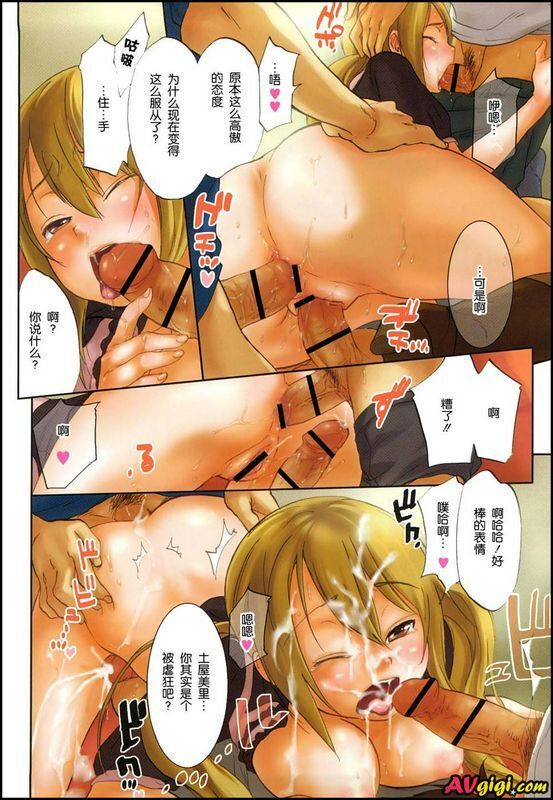 咿嗯…
…唔
原本这么高傲
的态度
为什么现在变得
这么服从了?
咕啵
住…手
…可是啊
啊?
你说什么?
啊
糟了!!
啊
啊哈哈!好
棒的表情
噗哈啊…
嗯嗯
土屋美里…
你其实是个
被虐狂吧?
AVgigi.com